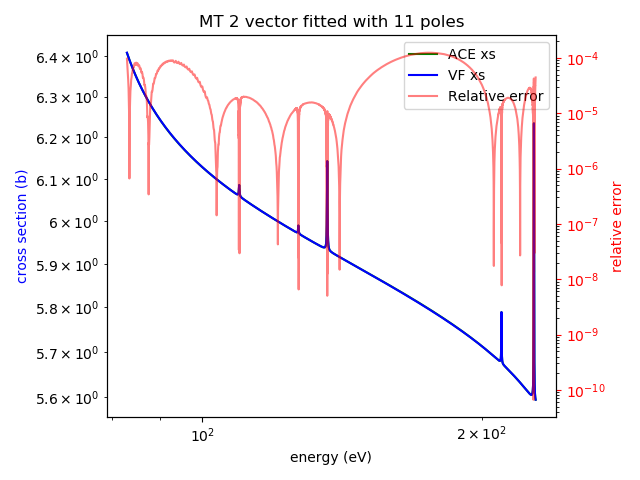 MT 2 vector fitted with 11 poles
ACE xs
VF xs
Relative error
6.4 × 10⁰
6.3 × 10⁰
6.2 × 10⁰
6.1 × 10⁰
6 × 10⁰
5.9 × 10⁰
5.8 × 10⁰
5.7 × 10⁰
5.6 × 10⁰
cross section (b)
10⁻⁴
10⁻⁵
10⁻⁶
10⁻⁷
10⁻⁸
10⁻⁹
10⁻¹⁰
relative error
10²
2 × 10²
energy (eV)